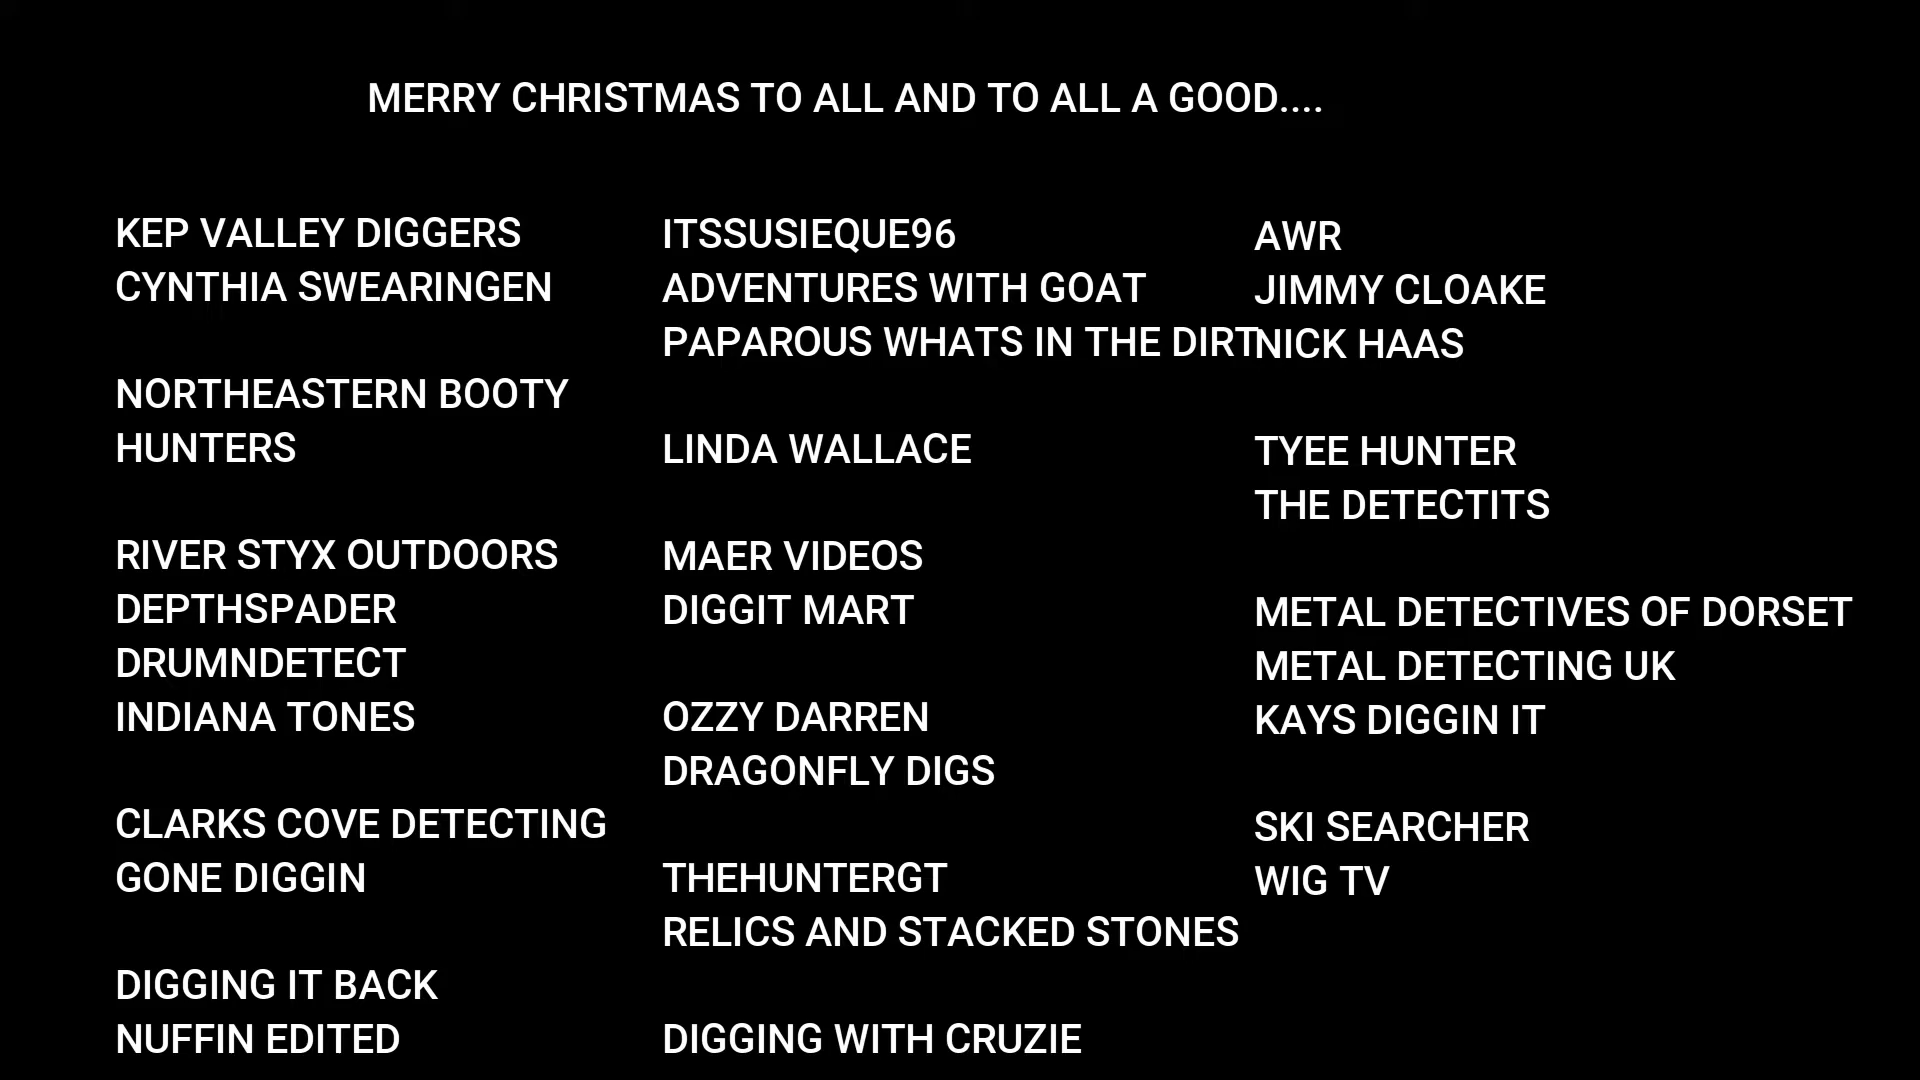 MERRY CHRISTMAS TO ALL AND TO ALL A GOOD....
KEP VALLEY DIGGERS
CYNTHIA SWEARINGEN
NORTHEASTERN BOOTY
HUNTERS
RIVER STYX OUTDOORS
DEPTHSPADER
DRUMNDETECT
INDIANA TONES
CLARKS COVE DETECTING
GONE DIGGIN
DIGGING IT BACK
NUFFIN EDITED
ITSSUSIEQUE96
ADVENTURES WITH GOAT
PAPAROUS WHATS IN THE DIRT
LINDA WALLACE
MAER VIDEOS
DIGGIT MART
OZZY DARREN
DRAGONFLY DIGS
THEHUNTERGT
RELICS AND STACKED STONES
DIGGING WITH CRUZIE
AWR
JIMMY CLOAKE
NICK HAAS
TYEE HUNTER
THE DETECTITS
METAL DETECTIVES OF DORSET
METAL DETECTING UK
KAYS DIGGIN IT
SKI SEARCHER
WIG TV